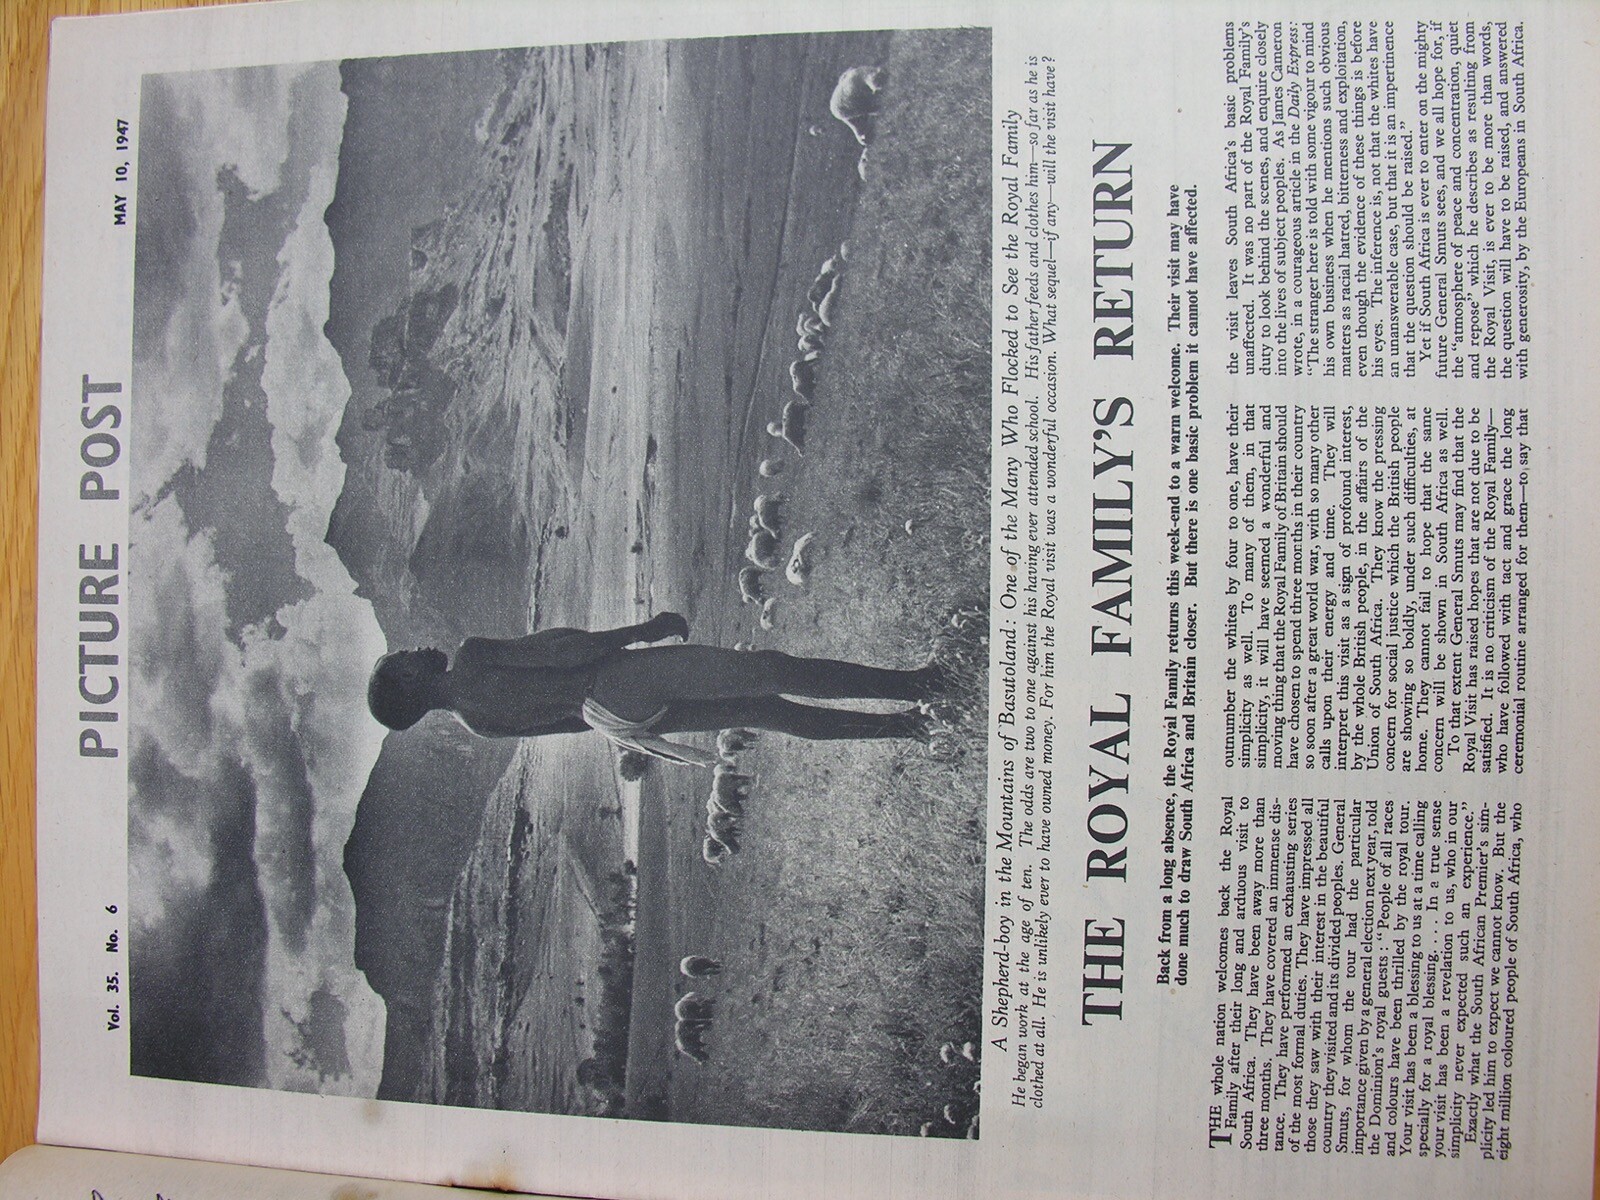 Vol. 35. No. 6
PICTURE POST
MAY 10, 1947
A Shepherd-boy in the Mountains of Basutoland: One of the Many Who Flocked to See the Royal Family
He began work at the age of ten. The odds are two to one against his having ever attended school. His father feeds and clothes him—so far as he is
clothed at all. He is unlikely ever to have owned money. For him the Royal visit was a wonderful occasion. What sequel—if any—will the visit have?
THE ROYAL FAMILY'S RETURN
Back from a long absence, the Royal Family returns this week-end to a warm welcome. Their visit may have
done much to draw South Africa and Britain closer. But there is one basic problem it cannot have affected.
THE whole nation welcomes back the Royal
Family after their long and arduous visit to
South Africa. They have been away more than
three months. They have covered an immense dis-
tance. They have performed an exhausting series
of the most formal duties. They have impressed all
those they saw with their interest in the beautiful
country they visited and its divided peoples. General
Smuts, for whom the tour had the particular
importance given by a general election next year, told
the Dominion's royal guests: "People of all races
and colours have been thrilled by the royal tour.
Your visit has been a blessing to us at a time calling
specially for a royal blessing. . . . In a true sense
your visit has been a revelation to us, who in our
simplicity never expected such an experience."
Exactly what the South African Premier's sim-
plicity led him to expect we cannot know. But the
eight million coloured people of South Africa, who
outnumber the whites by four to one, have their
simplicity as well. To many of them, in that
simplicity, it will have seemed a wonderful and
moving thing that the Royal Family of Britain should
have chosen to spend three months in their country
so soon after a great world war, with so many other
calls upon their energy and time. They will
interpret this visit as a sign of profound interest,
by the whole British people, in the affairs of the
Union of South Africa. They know the pressing
concern for social justice which the British people
are showing so boldly, under such difficulties, at
home. They cannot fail to hope that the same
concern will be shown in South Africa as well.
To that extent General Smuts may find that the
Royal Visit has raised hopes that are not due to be
satisfied. It is no criticism of the Royal Family—
who have followed with tact and grace the long
ceremonial routine arranged for them—to say that
the visit leaves South Africa's basic problems
unaffected. It was no part of the Royal Family's
duty to look behind the scenes, and enquire closely
into the lives of subject peoples. As James Cameron
wrote, in a courageous article in the Daily Express:
"The stranger here is told with some vigour to mind
his own business when he mentions such obvious
matters as racial hatred, bitterness and exploitation,
even though the evidence of these things is before
his eyes. The inference is, not that the whites have
an unanswerable case, but that it is an impertinence
that the question should be raised."
Yet if South Africa is ever to enter on the mighty
future General Smuts sees, and we all hope for, if
the "atmosphere of peace and concentration, quiet
and repose" which he describes as resulting from
the Royal Visit, is ever to be more than words,
the question will have to be raised, and answered
with generosity, by the Europeans in South Africa.